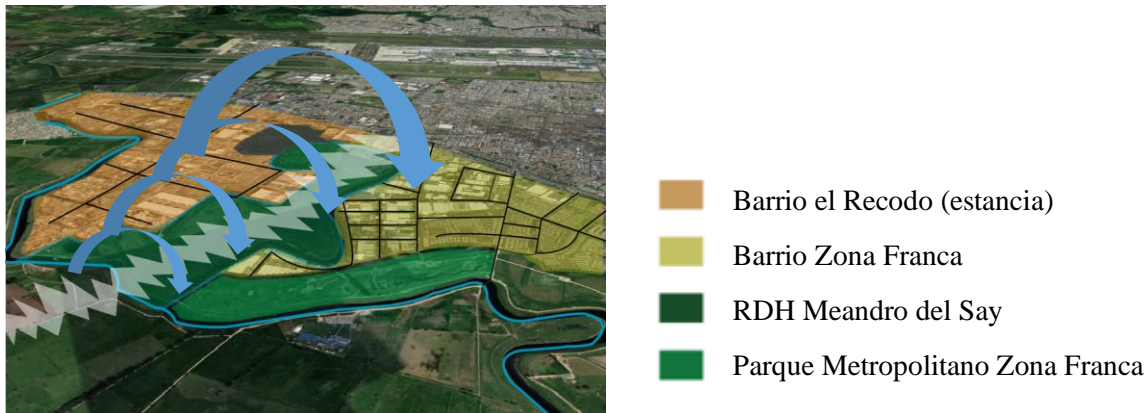 Barrio el Recodo (estancia)
Barrio Zona Franca
RDH Meandro del Say
Parque Metropolitano Zona Franca